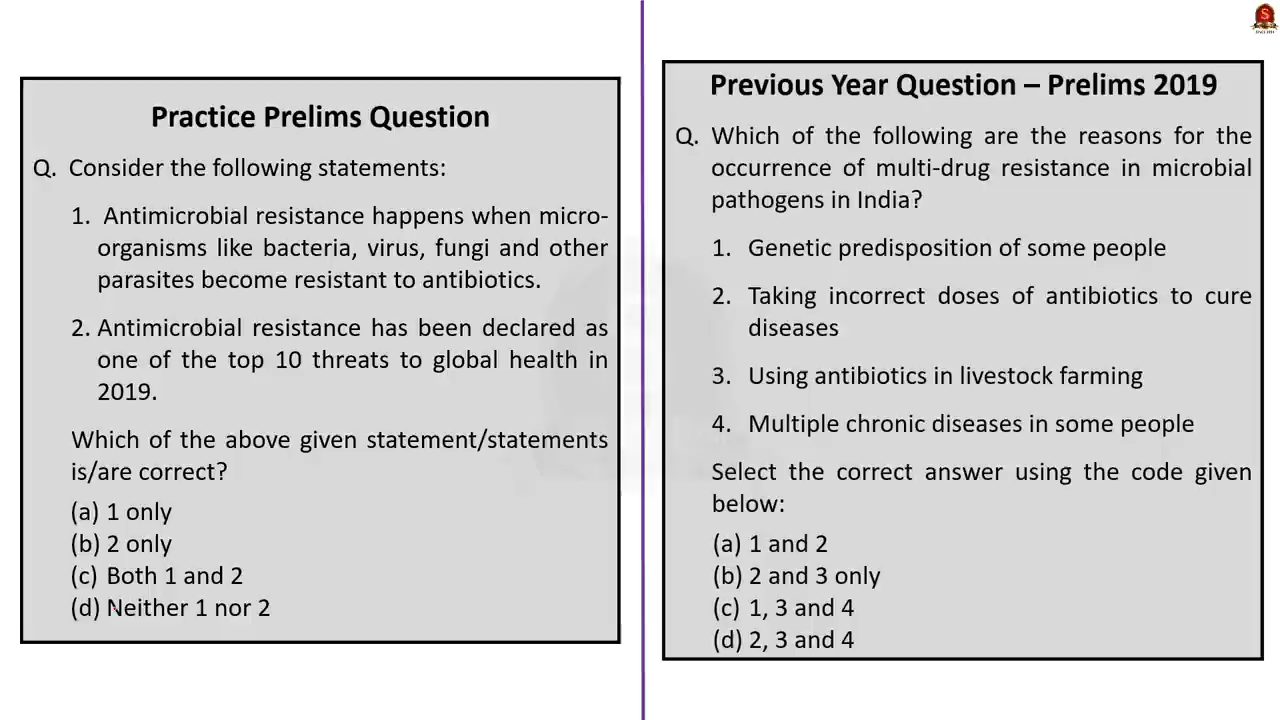 Practice Prelims Question
Q. Consider the following statements:
1. Antimicrobial resistance happens when micro-
organisms like bacteria, virus, fungi and other
parasites become resistant to antibiotics.
2. Antimicrobial resistance has been declared as
one of the top 10 threats to global health in
2019.
Which of the above given statement/statements
is/are correct?
(a) 1 only
(b) 2 only
(c) Both 1 and 2
(d) Neither 1 nor 2
Previous Year Question – Prelims 2019
Q. Which of the following are the reasons for the
occurrence of multi-drug resistance in microbial
pathogens in India?
1. Genetic predisposition of some people
2. Taking incorrect doses of antibiotics to cure
diseases
3. Using antibiotics in livestock farming
4. Multiple chronic diseases in some people
Select the correct answer using the code given
below:
(a) 1 and 2
(b) 2 and 3 only
(c) 1, 3 and 4
(d) 2, 3 and 4